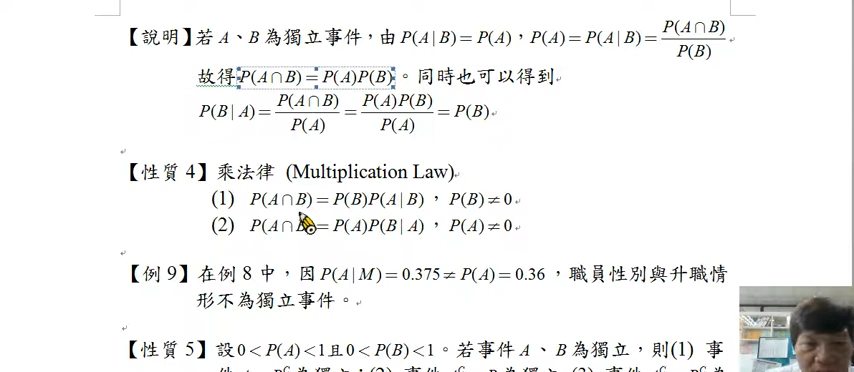 【說明】若 A、B 為獨立事件，由 P(A | B) = P(A)，P(A) = P(A | B) = P(A∩B) / P(B)
故得 P(A∩B) = P(A)P(B)。同時也可以得到
P(B | A) = P(A∩B) / P(A) = P(A)P(B) / P(A) = P(B)
【性質 4】乘法律 (Multiplication Law)
(1) P(A∩B) = P(B)P(A | B)，P(B) ≠ 0
(2) P(A∩B) = P(A)P(B | A)，P(A) ≠ 0
【例 9】在例 8 中，因 P(A | M) = 0.375 ≠ P(A) = 0.36，職員性別與升職情
形不為獨立事件。
【性質 5】設 0 < P(A) < 1 且 0 < P(B) < 1。若事件 A、B 為獨立，則(1) 事